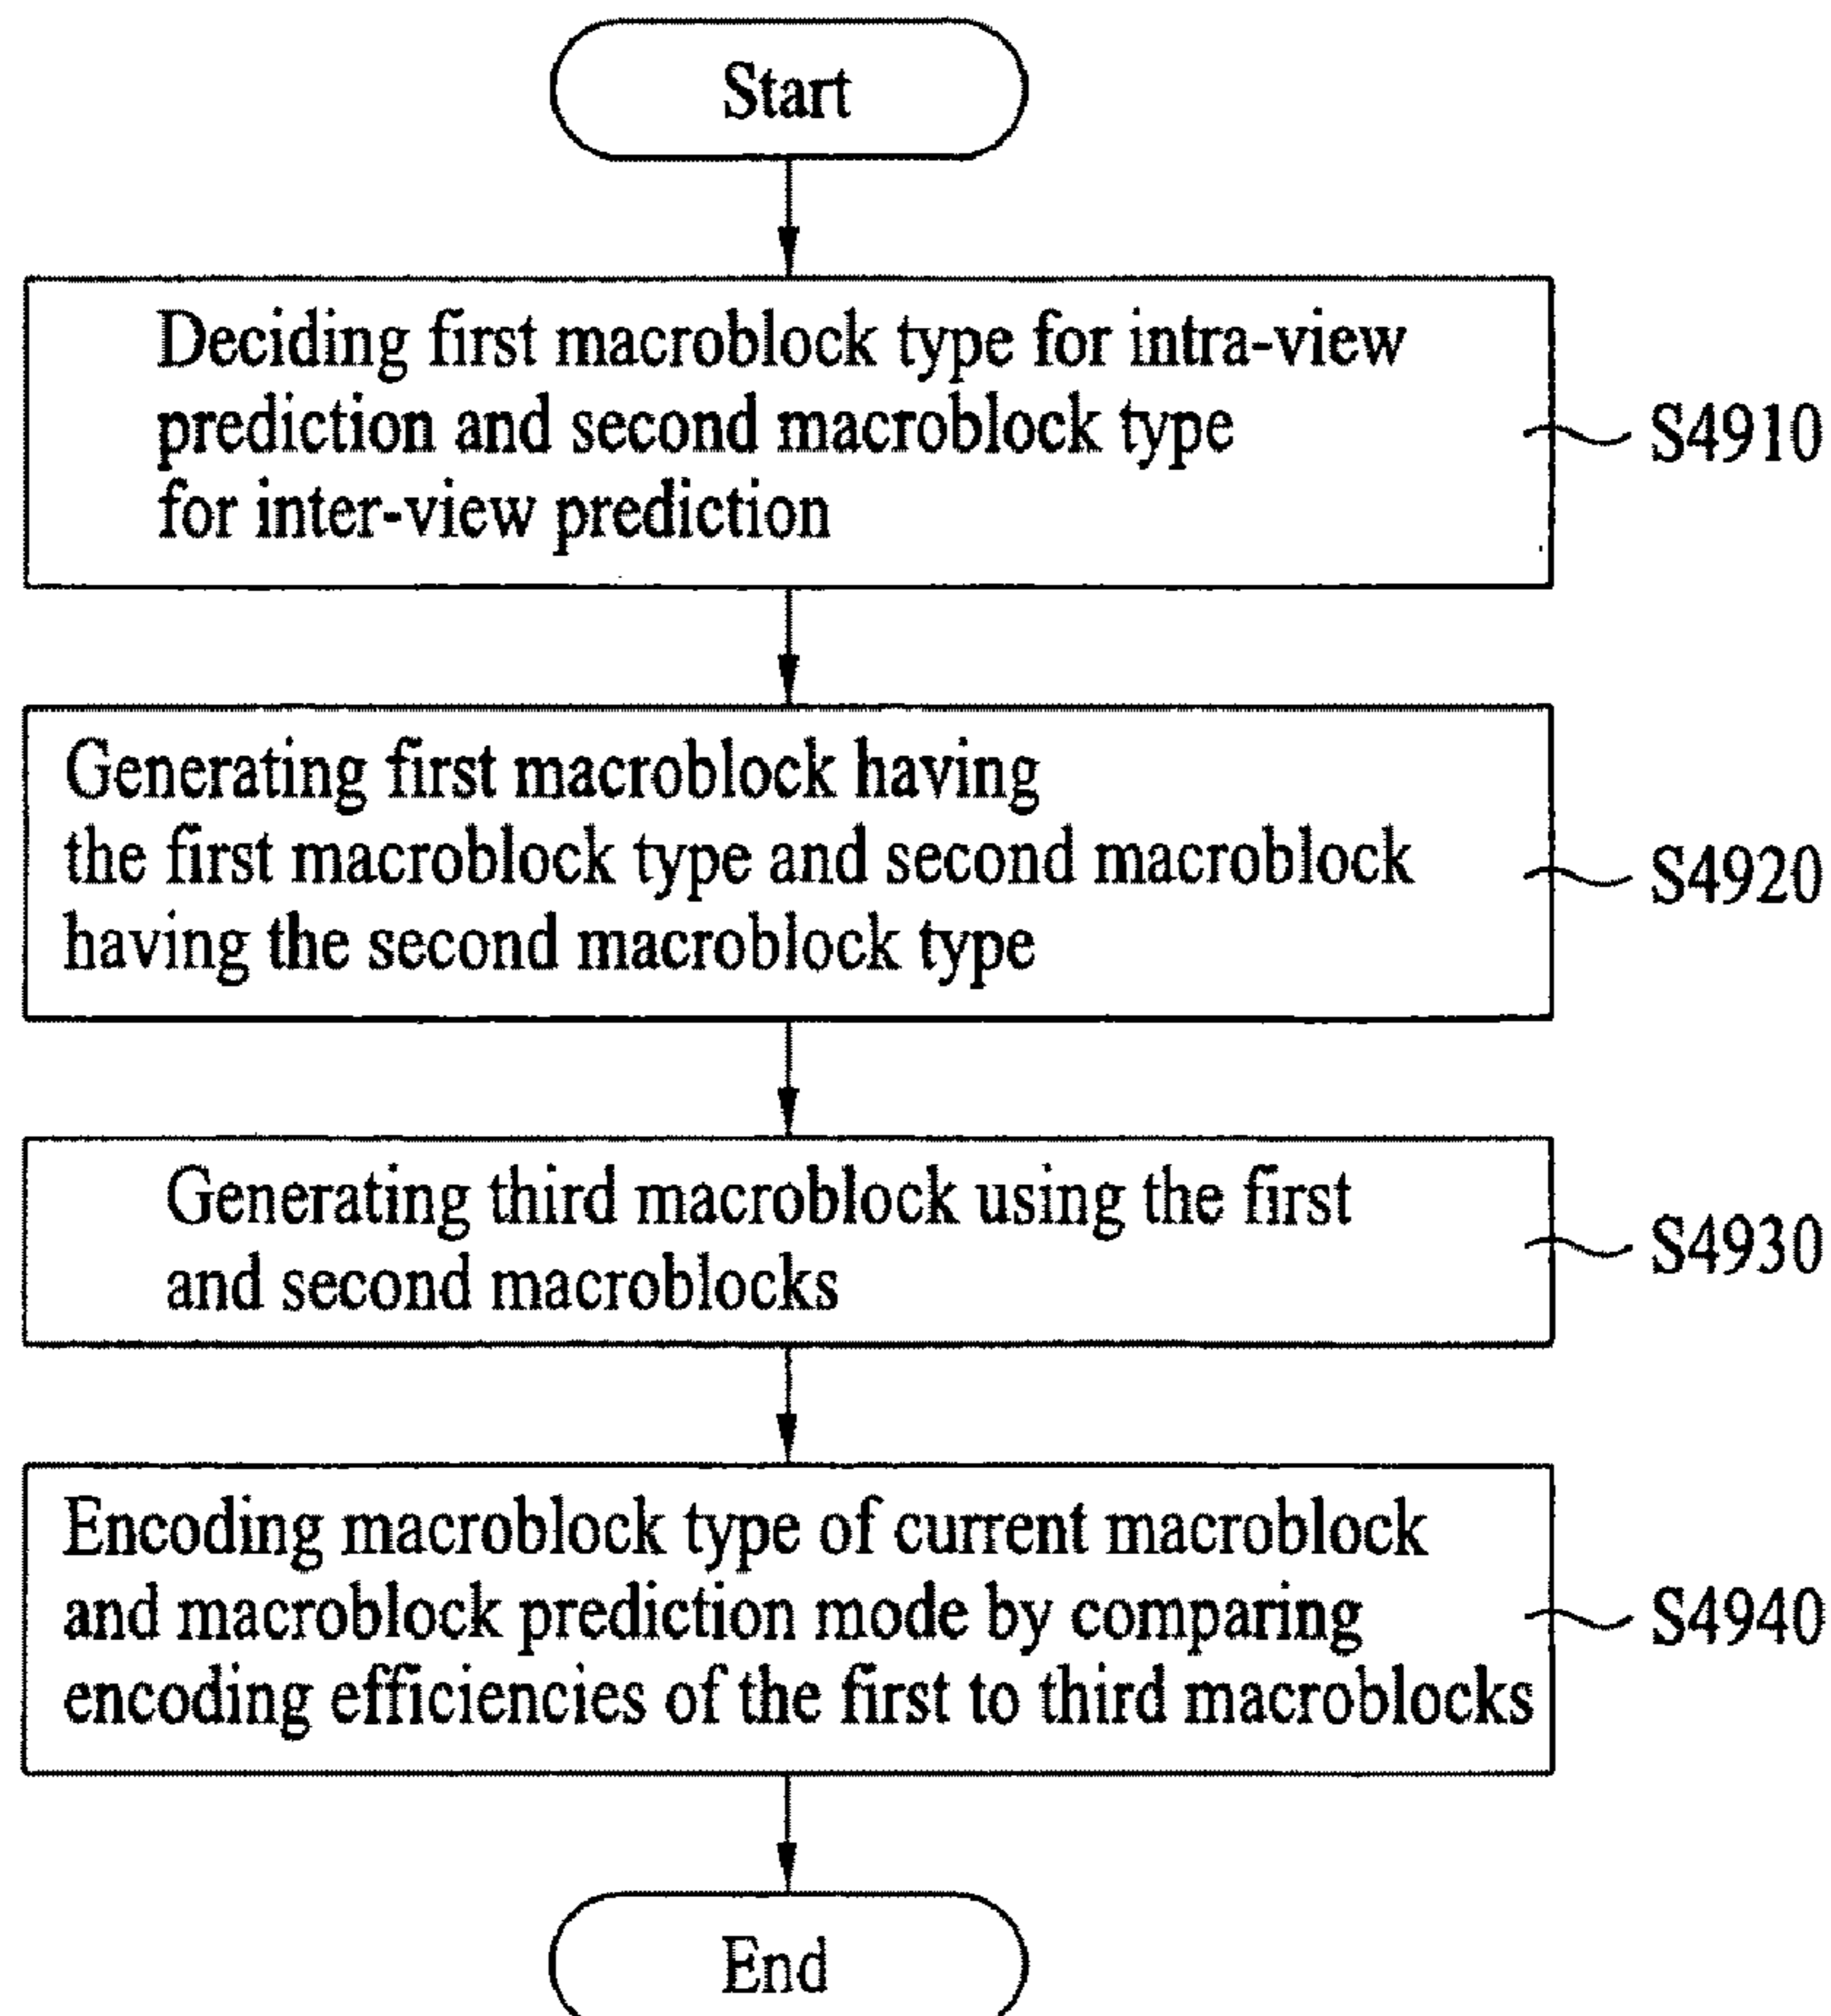 Start
Deciding first macroblock type for intra-view
prediction and second macroblock type
for inter-view prediction
S4910
Generating first macroblock having
the first macroblock type and second macroblock
having the second macroblock type
S4920
Generating third macroblock using the first
and second macroblocks
S4930
Encoding macroblock type of current macroblock
and macroblock prediction mode by comparing
encoding efficiencies of the first to third macroblocks
S4940
End